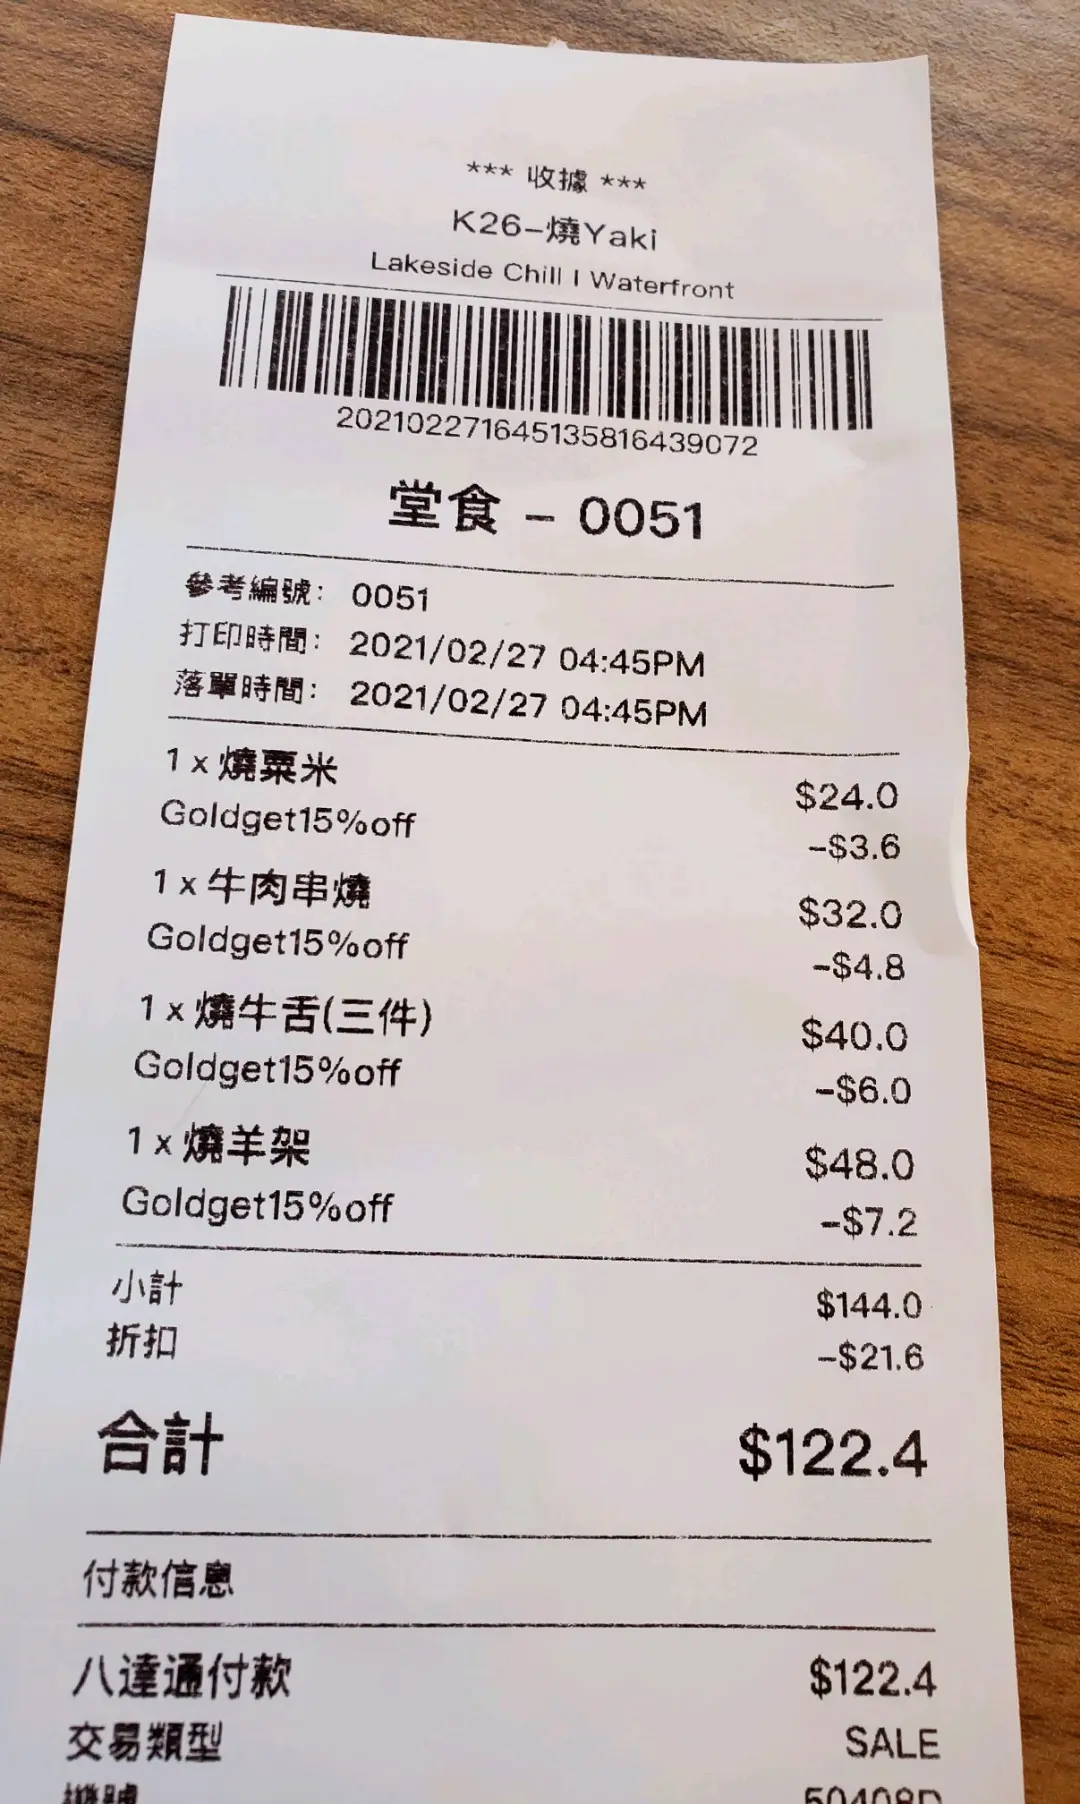 *** 收據 ***
K26-燒Yaki
Lakeside Chill I Waterfront
202102271645135816439072
堂食 - 0051
參考編號: 0051
打印時間: 2021/02/27 04:45PM
落單時間: 2021/02/27 04:45PM
1 x 燒粟米 $24.0
Goldget15%off -$3.6
1 x 牛肉串燒 $32.0
Goldget15%off -$4.8
1 x 燒牛舌(三件) $40.0
Goldget15%off -$6.0
1 x 燒羊架 $48.0
Goldget15%off -$7.2
小計 $144.0
折扣 -$21.6
合計 $122.4
付款信息
八達通付款 $122.4
交易類型 SALE